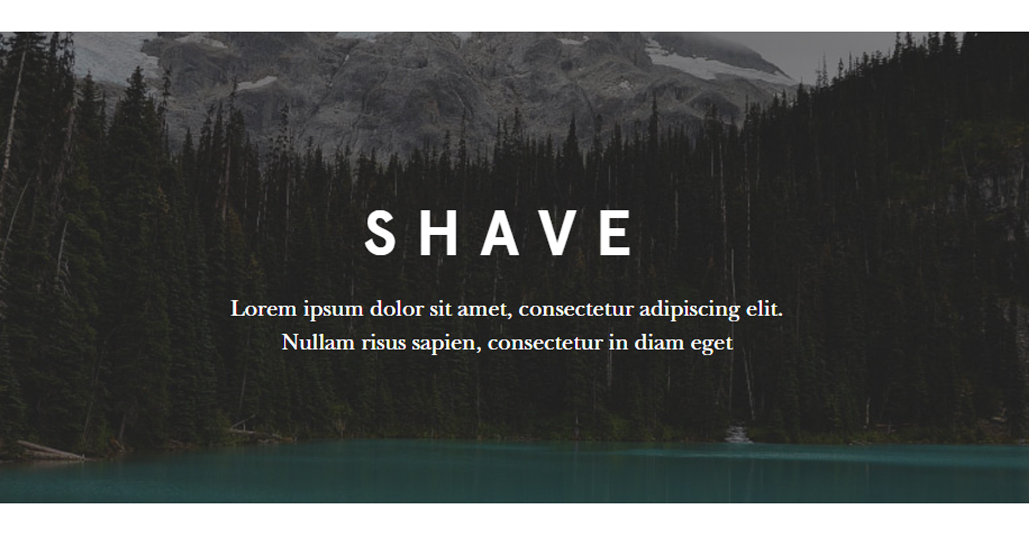 SHAVE
Lorem ipsum dolor sit amet, consectetur adipiscing elit.
Nullam risus sapien, consectetur in diam eget